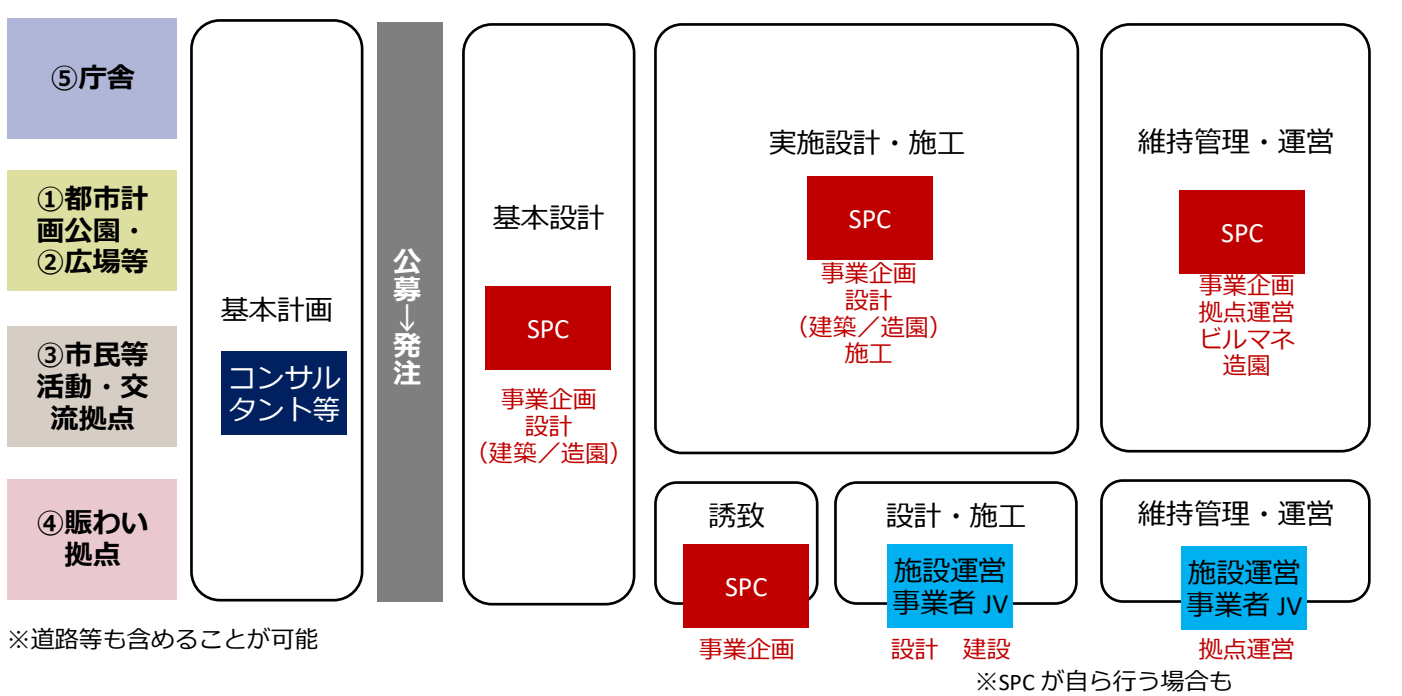 ⑤庁舎
①都市計
画公園・
②広場等
③市民等
活動・交
流拠点
④賑わい
拠点
※道路等も含めることが可能
基本計画
コンサル
タント等
公募→発注
基本設計
SPC
事業企画
設計
（建築／造園）
実施設計・施工
SPC
事業企画
設計
（建築／造園）
施工
維持管理・運営
SPC
事業企画
拠点運営
ビルマネ
造園
誘致
SPC
事業企画
設計・施工
施設運営
事業者 JV
設計　建設
維持管理・運営
施設運営
事業者 JV
拠点運営
※SPC が自ら行う場合も